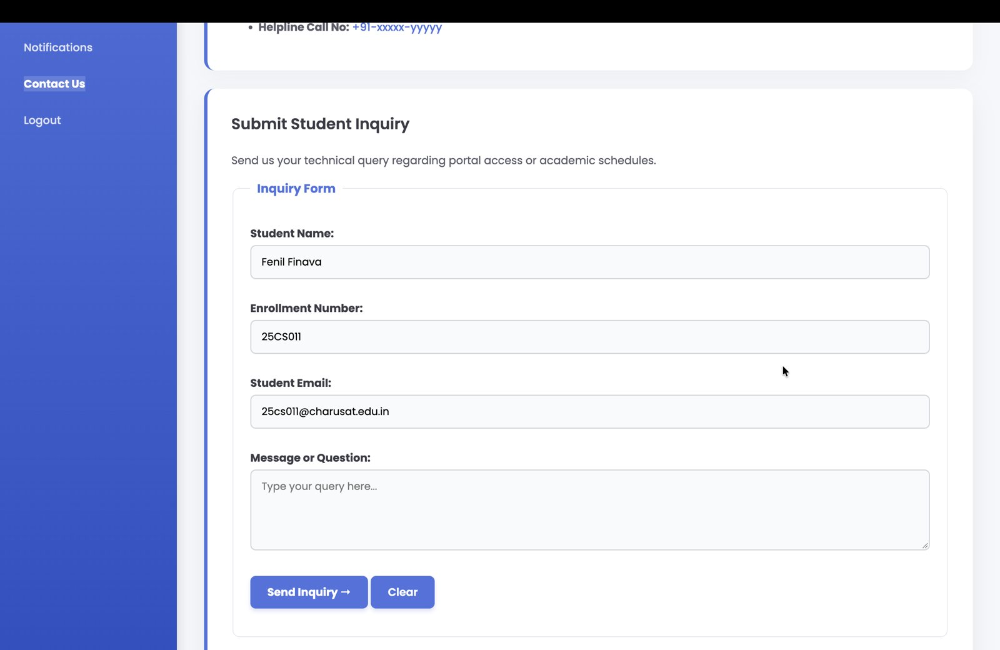 Notifications
Contact Us
Logout
• Helpline Call No: +91-xxxxx-yyyyy
Submit Student Inquiry
Send us your technical query regarding portal access or academic schedules.
Inquiry Form
Student Name:
Fenil Finava
Enrollment Number:
25CS011
Student Email:
25cs011@charusat.edu.in
Message or Question:
Type your query here...
Send Inquiry →
Clear